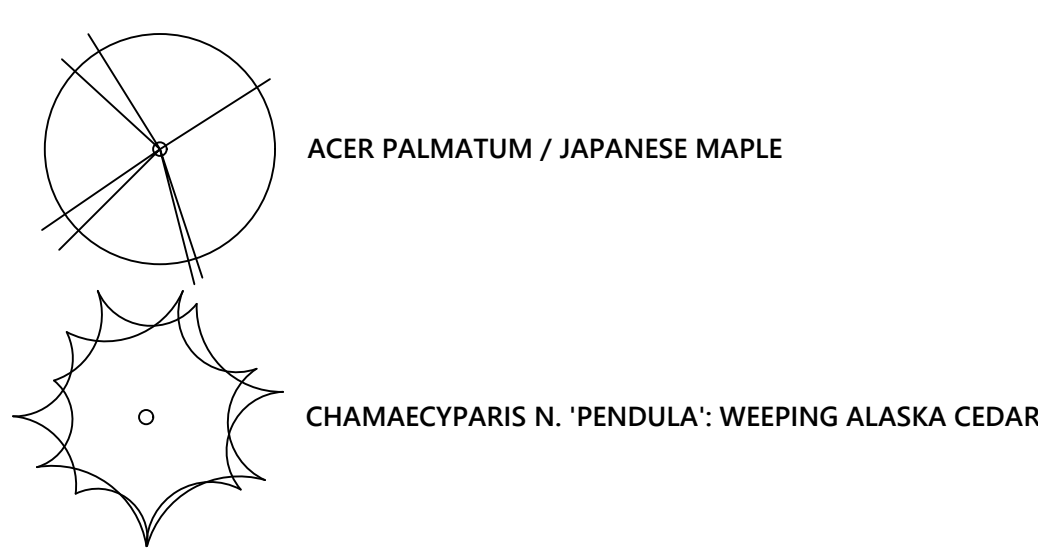 ACER PALMATUM / JAPANESE MAPLE
CHAMAECYPARIS N. 'PENDULA': WEEPING ALASKA CEDAR